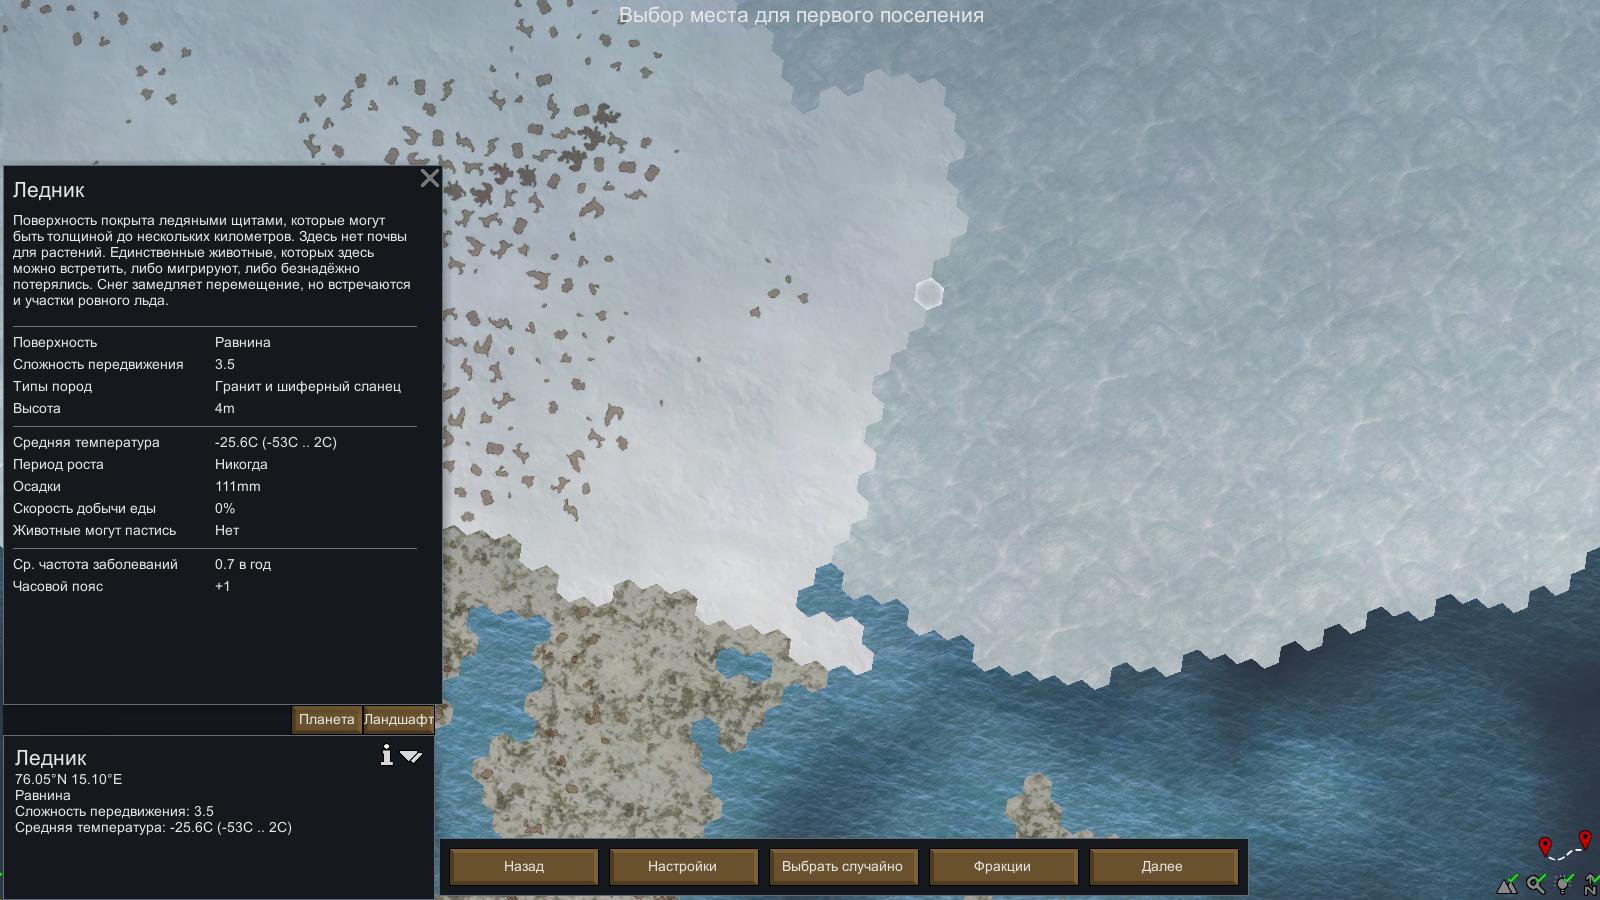 Выбор места для первого поселения
Ледник
Поверхность покрыта ледяными щитами, которые могут
быть толщиной до нескольких километров. Здесь нет почвы
для растений. Единственные животные, которых здесь
можно встретить, либо мигрируют, либо безнадёжно
потерялись. Снег замедляет перемещение, но встречаются
и участки ровного льда.
Поверхность Равнина
Сложность передвижения 3.5
Типы пород Гранит и шиферный сланец
Высота 4m
Средняя температура -25.6C (-53C .. 2C)
Период роста Никогда
Осадки 111mm
Скорость добычи еды 0%
Животные могут пастись Нет
Ср. частота заболеваний 0.7 в год
Часовой пояс +1
Планета Ландшафт
Ледник
76.05°N 15.10°E
Равнина
Сложность передвижения: 3.5
Средняя температура: -25.6C (-53C .. 2C)
Назад Настройки Выбрать случайно Фракции Далее
N